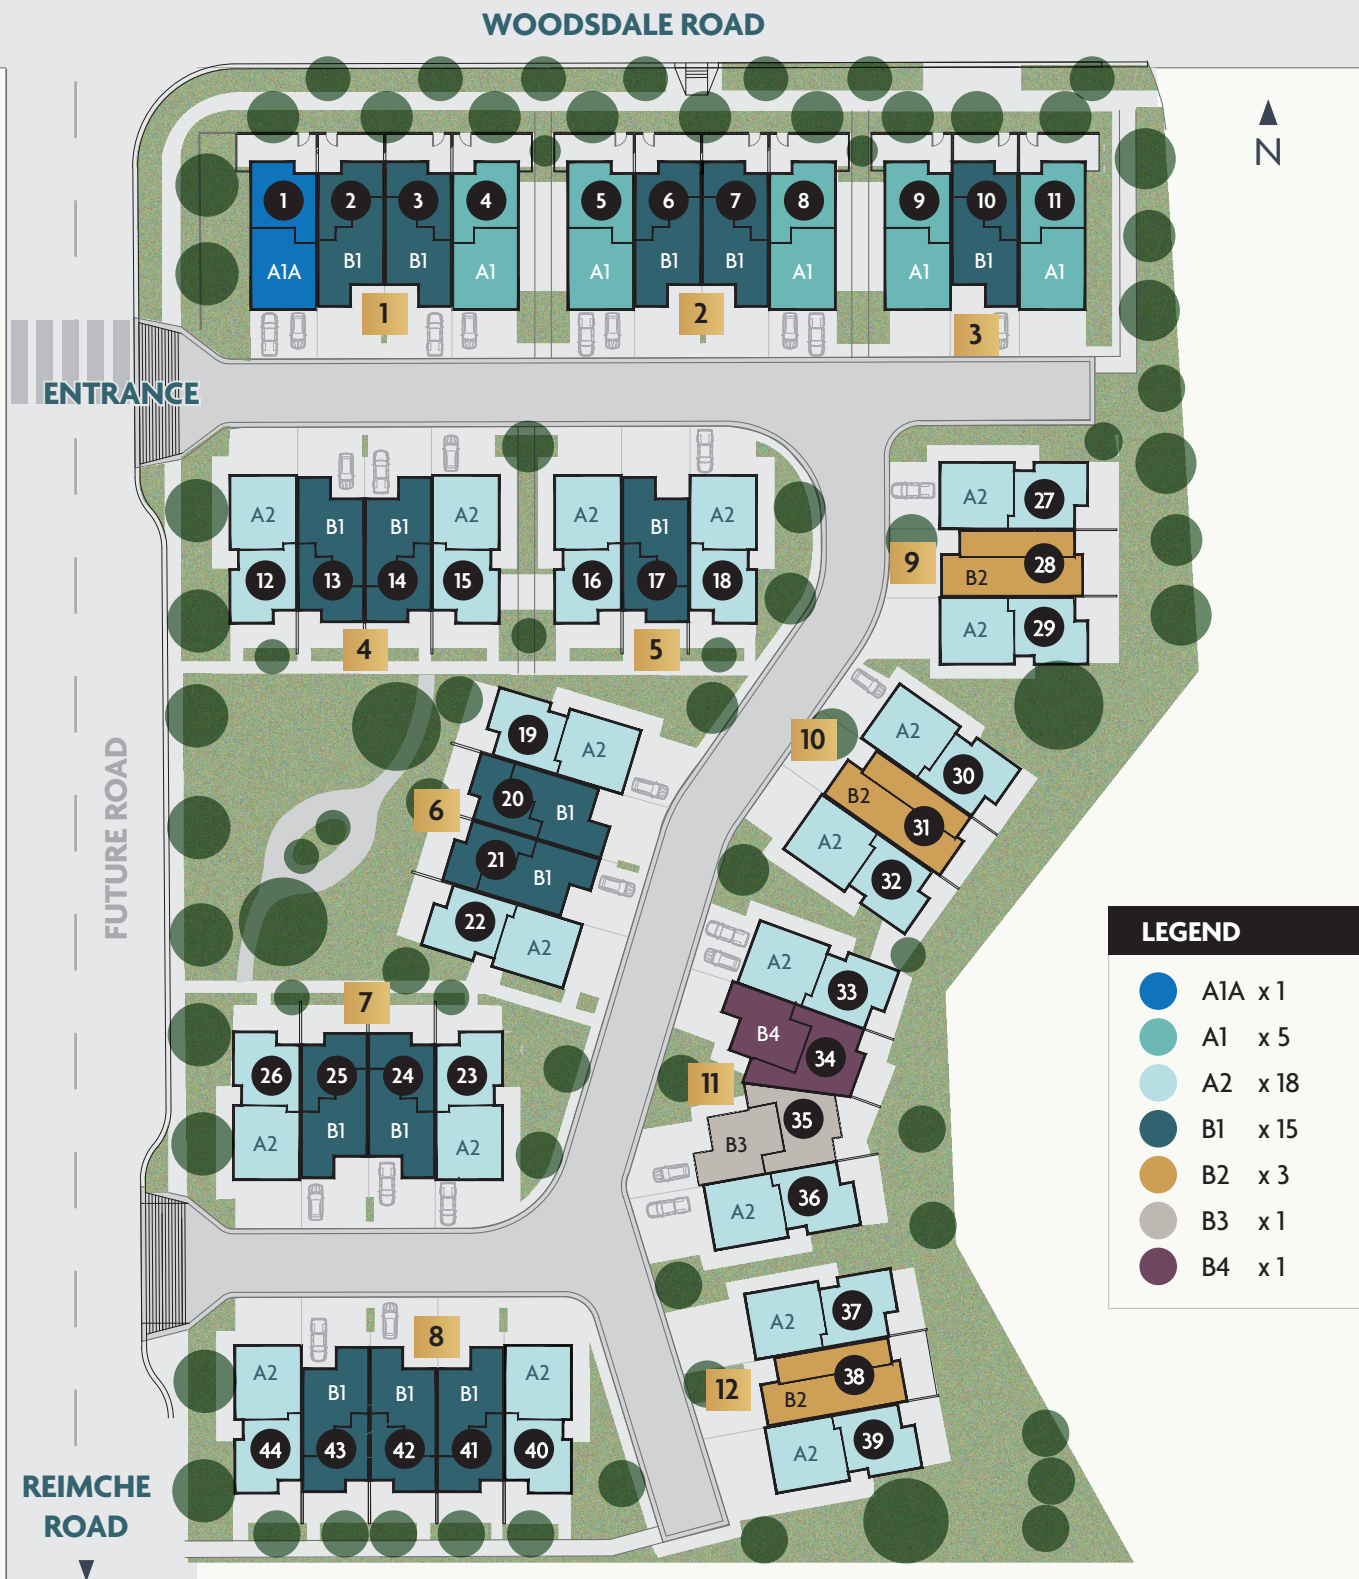 WOODSDALE ROAD
N
1 2 3 4 5 6 7 8 9 10 11
A1A B1 B1 A1 A1 B1 B1 A1 A1 B1 A1
1 2 3
ENTRANCE
A2 B1 B1 A2 A2 B1 A2
12 13 14 15 16 17 18
4 5
A2 27
9
B2 28
A2 29
19 A2
20 B1
6
21 B1
22 A2
10
A2 30
B2 31
A2 32
FUTURE ROAD
7
26 25 24 23
A2 B1 B1 A2
A2 33
B4 34
11
B3 35
A2 36
LEGEND
A1A x 1
A1 x 5
A2 x 18
B1 x 15
B2 x 3
B3 x 1
B4 x 1
8
A2 B1 B1 B1 A2
44 43 42 41 40
A2 37
12
B2 38
A2 39
REIMCHE
ROAD